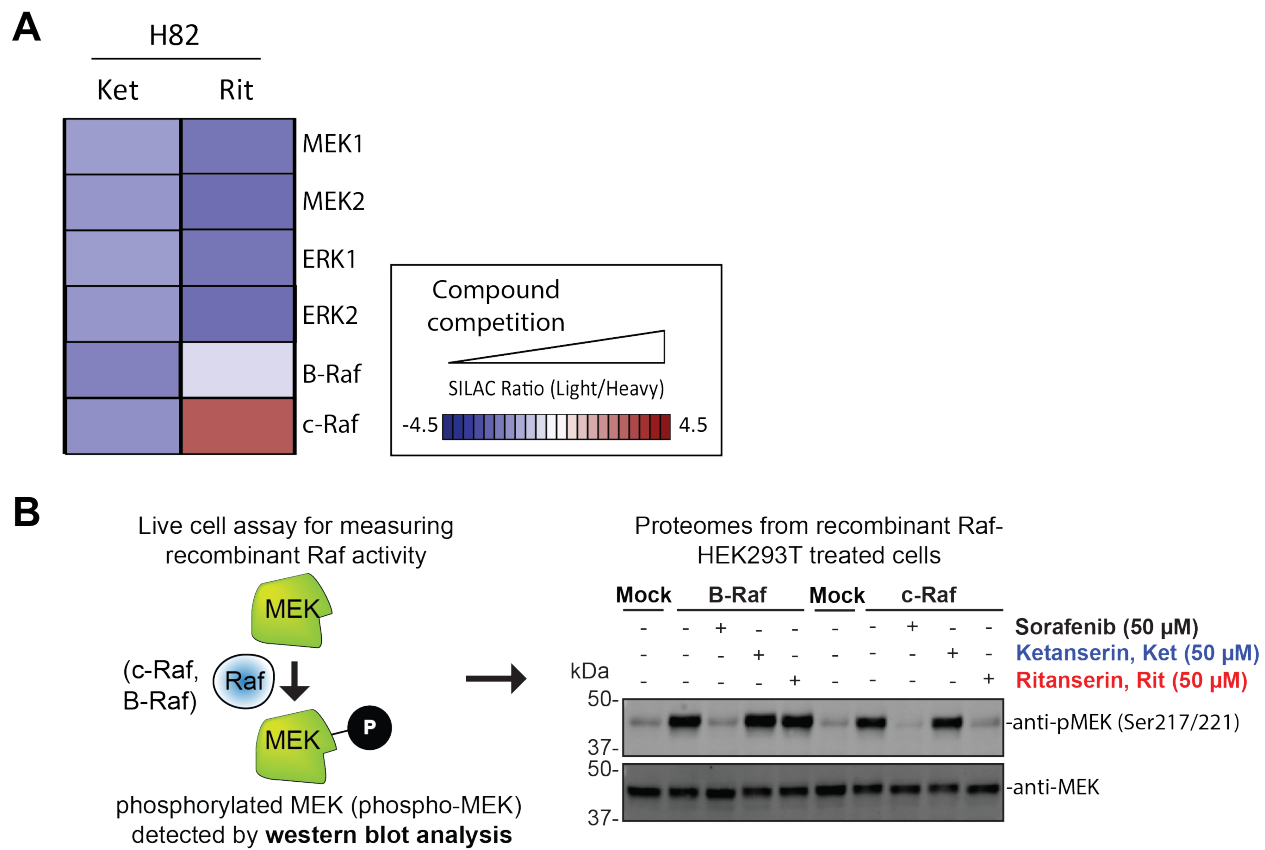 A
H82
Ket Rit
MEK1
MEK2
ERK1
ERK2
B-Raf
c-Raf
Compound
competition
SILAC Ratio (Light/Heavy)
-4.5 4.5
B
Live cell assay for measuring
recombinant Raf activity
MEK
(c-Raf,
B-Raf)
Raf
MEK
P
phosphorylated MEK (phospho-MEK)
detected by western blot analysis
Proteomes from recombinant Raf-
HEK293T treated cells
Mock B-Raf Mock c-Raf
- - + - - - - + - - Sorafenib (50 µM)
- - - + - - - - + - Ketanserin, Ket (50 µM)
- - - - + - - - - + Ritanserin, Rit (50 µM)
kDa
50-
-anti-pMEK (Ser217/221)
37-
50-
-anti-MEK
37-